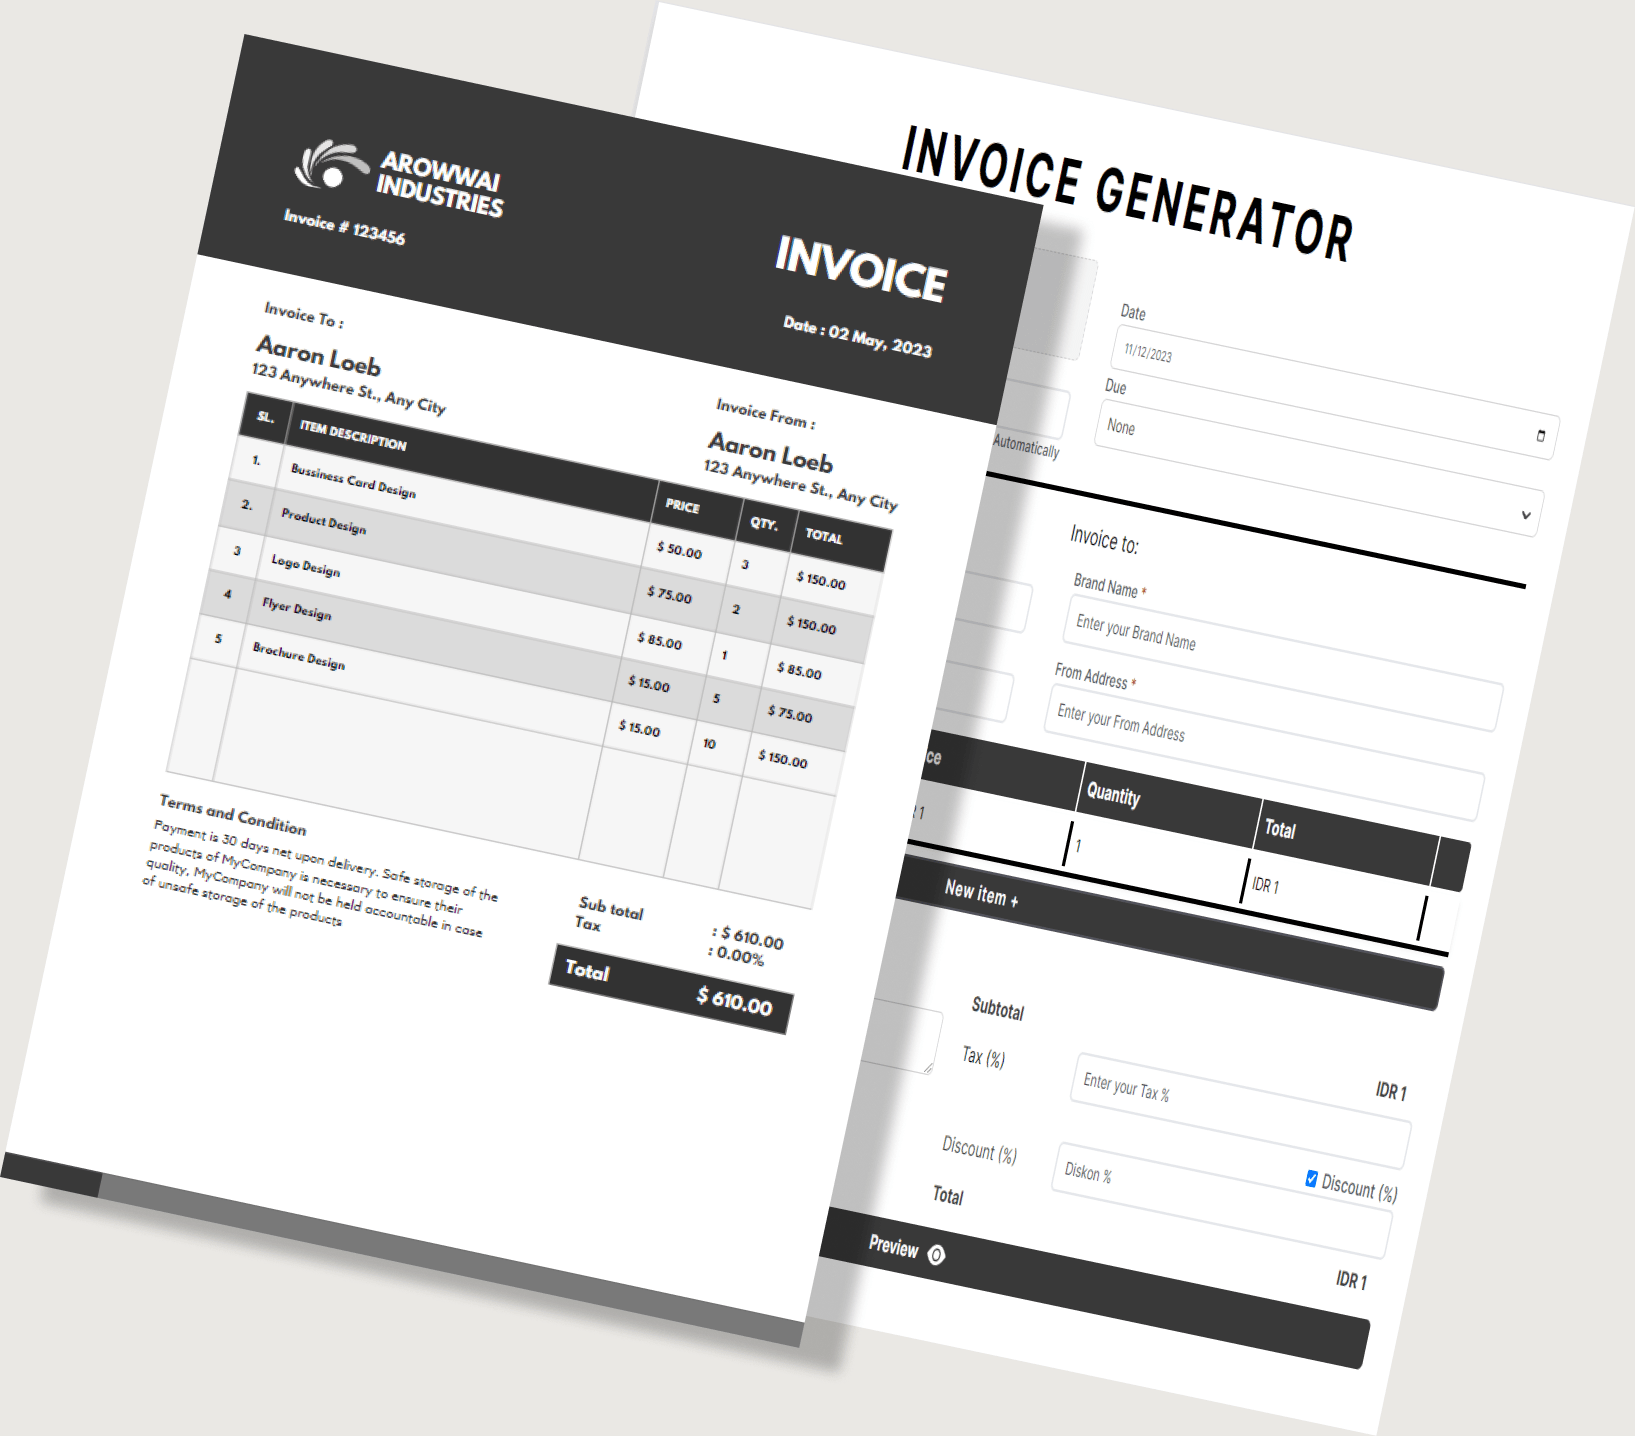 AROWWAI
INDUSTRIES
Invoice # 123456
INVOICE
Date : 02 May, 2023
Invoice To :
Aaron Loeb
123 Anywhere St., Any City
Invoice From :
Aaron Loeb
123 Anywhere St., Any City
SL. ITEM DESCRIPTION PRICE QTY. TOTAL
1. Bussiness Card Design $ 50.00 3 $ 150.00
2. Product Design $ 75.00 2 $ 150.00
3 Logo Design $ 85.00 1 $ 85.00
4 Flyer Design $ 15.00 5 $ 75.00
5 Brochure Design $ 15.00 10 $ 150.00
Terms and Condition
Payment is 30 days net upon delivery. Safe storage of the
products of MyCompany is necessary to ensure their
quality, MyCompany will not be held accountable in case
of unsafe storage of the products
Sub total : $ 610.00
Tax : 0.00%
Total $ 610.00
INVOICE GENERATOR
Date
11/12/2023
Due
None
Automatically
Invoice to:
Brand Name *
Enter your Brand Name
From Address *
Enter your From Address
ce Quantity Total
1 1 IDR 1
New item +
Subtotal IDR 1
Tax (%) Enter your Tax %
Discount (%)
Discount (%) Diskon %
Total IDR 1
Preview